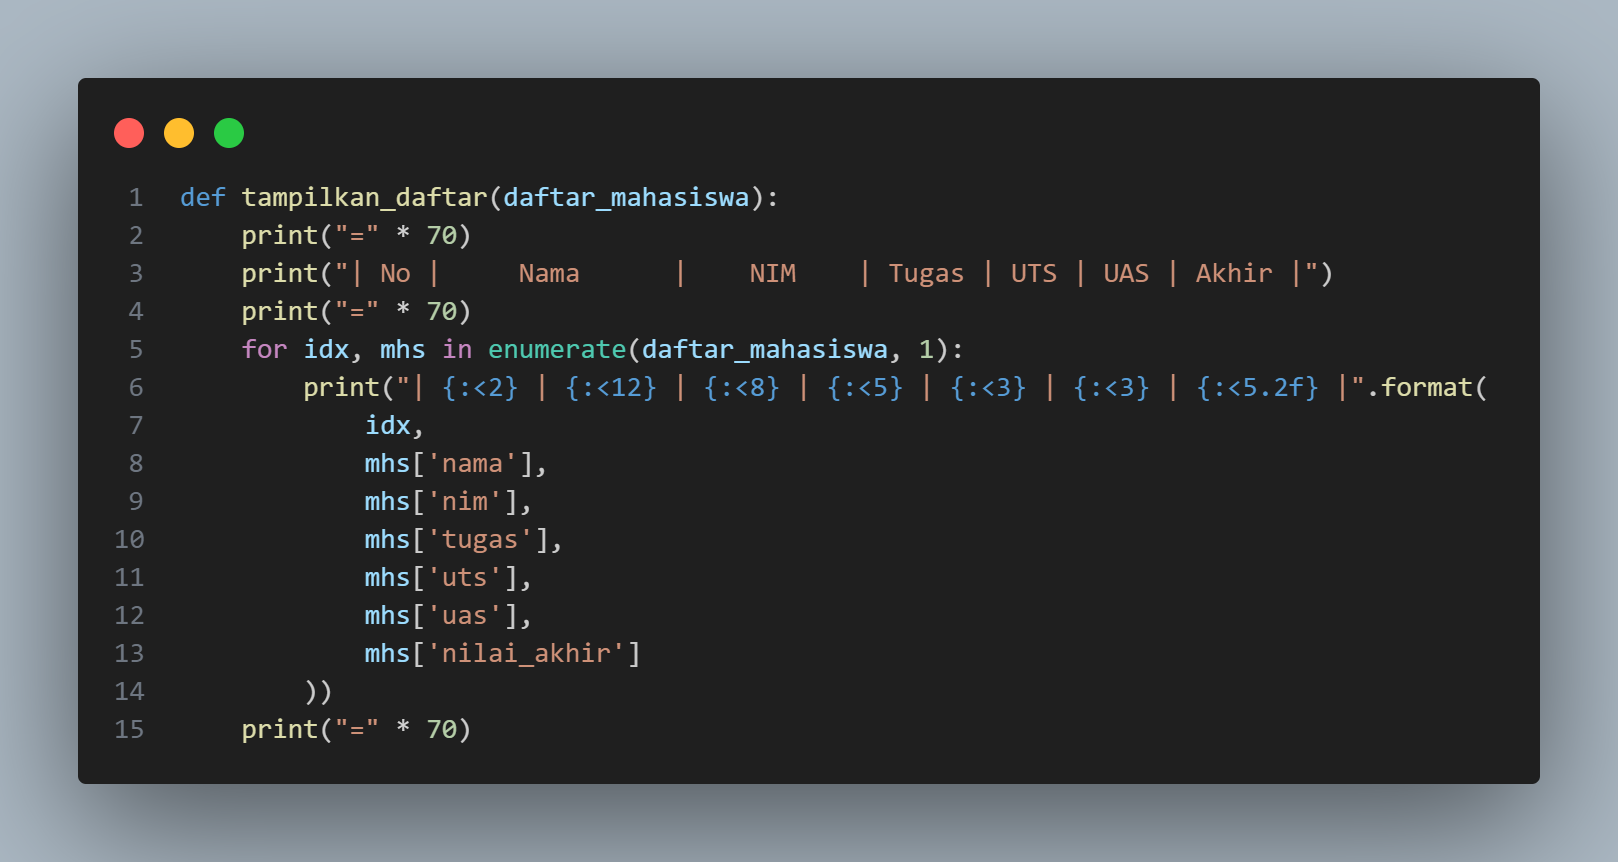 1 def tampilkan_daftar(daftar_mahasiswa):
2     print("=" * 70)
3     print("| No |     Nama      |    NIM    | Tugas | UTS | UAS | Akhir |")
4     print("=" * 70)
5     for idx, mhs in enumerate(daftar_mahasiswa, 1):
6         print("| {:<2} | {:<12} | {:<8} | {:<5} | {:<3} | {:<3} | {:<5.2f} |".format(
7             idx,
8             mhs['nama'],
9             mhs['nim'],
10             mhs['tugas'],
11             mhs['uts'],
12             mhs['uas'],
13             mhs['nilai_akhir']
14         ))
15     print("=" * 70)